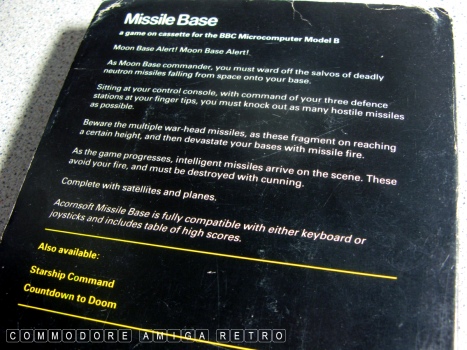 Missile Base
a game on cassette for the BBC Microcomputer Model B
Moon Base Alert! Moon Base Alert!.
As Moon Base commander, you must ward off the salvos of deadly
neutron missiles falling from space onto your base.
Sitting at your control console, with command of your three defence
stations at your finger tips, you must knock out as many hostile missiles
as possible.
Beware the multiple war-head missiles, as these fragment on reaching
a certain height, and then devastate your bases with missile fire.
As the game progresses, intelligent missiles arrive on the scene. These
avoid your fire, and must be destroyed with cunning.
Complete with satellites and planes.
Acornsoft Missile Base is fully compatible with either keyboard or
joysticks and includes table of high scores.
Also available:
Starship Command
Countdown to Doom
COMMODORE AMIGA RETRO